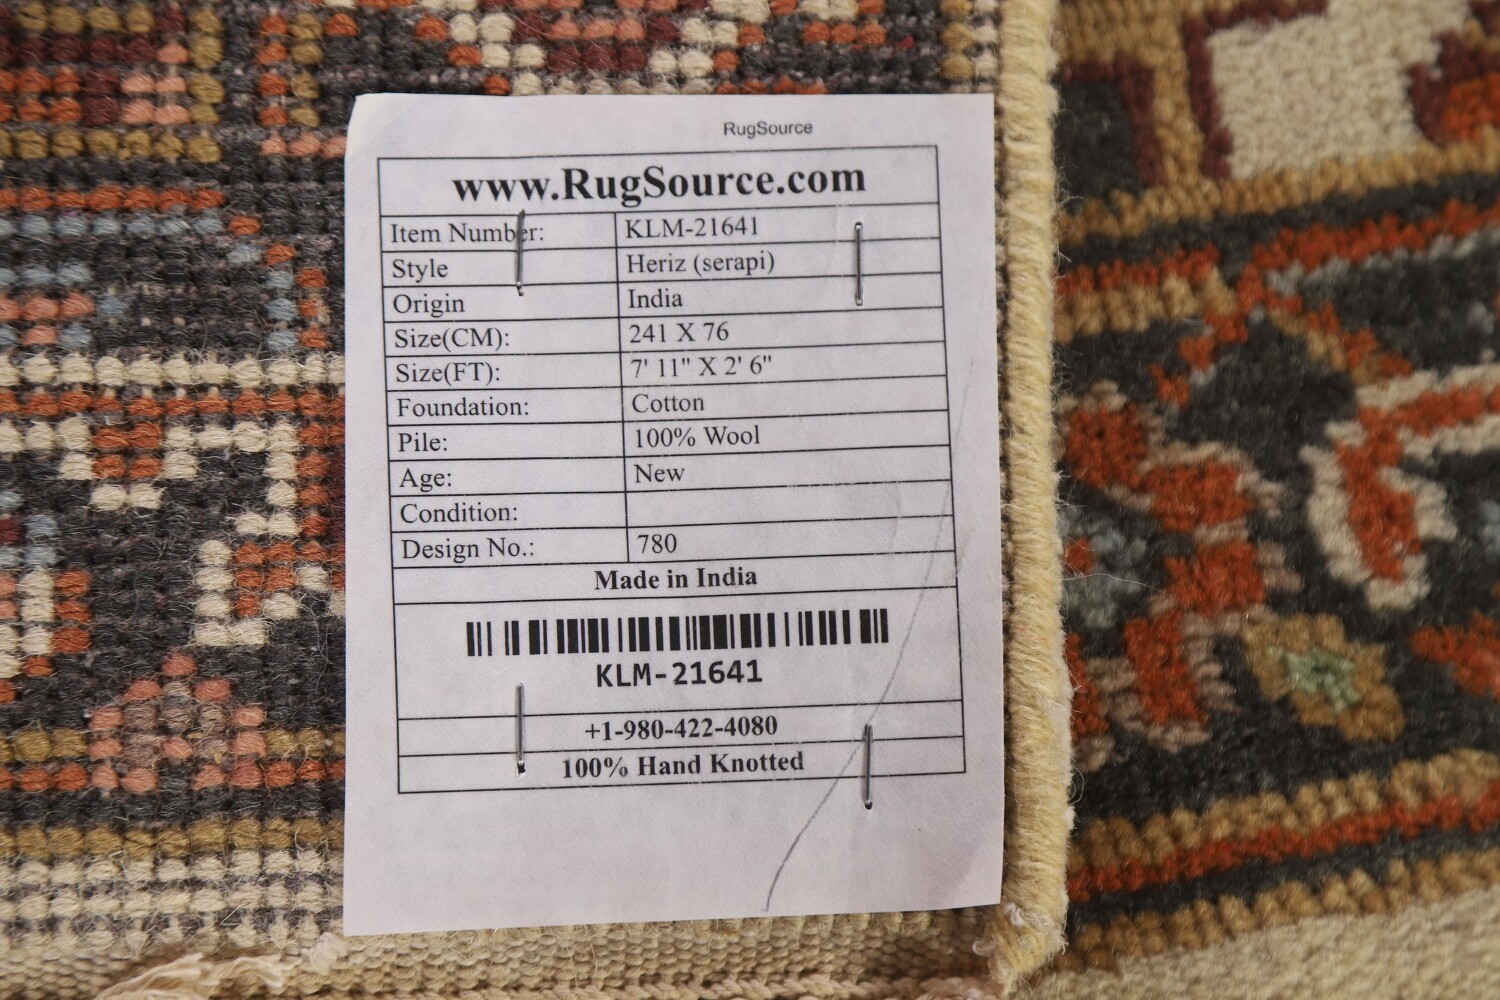 RugSource
www.RugSource.com
Item Number: KLM-21641
Style Heriz (serapi)
Origin India
Size(CM): 241 X 76
Size(FT): 7' 11" X 2' 6"
Foundation: Cotton
Pile: 100% Wool
Age: New
Condition:
Design No.: 780
Made in India
KLM-21641
+1-980-422-4080
100% Hand Knotted